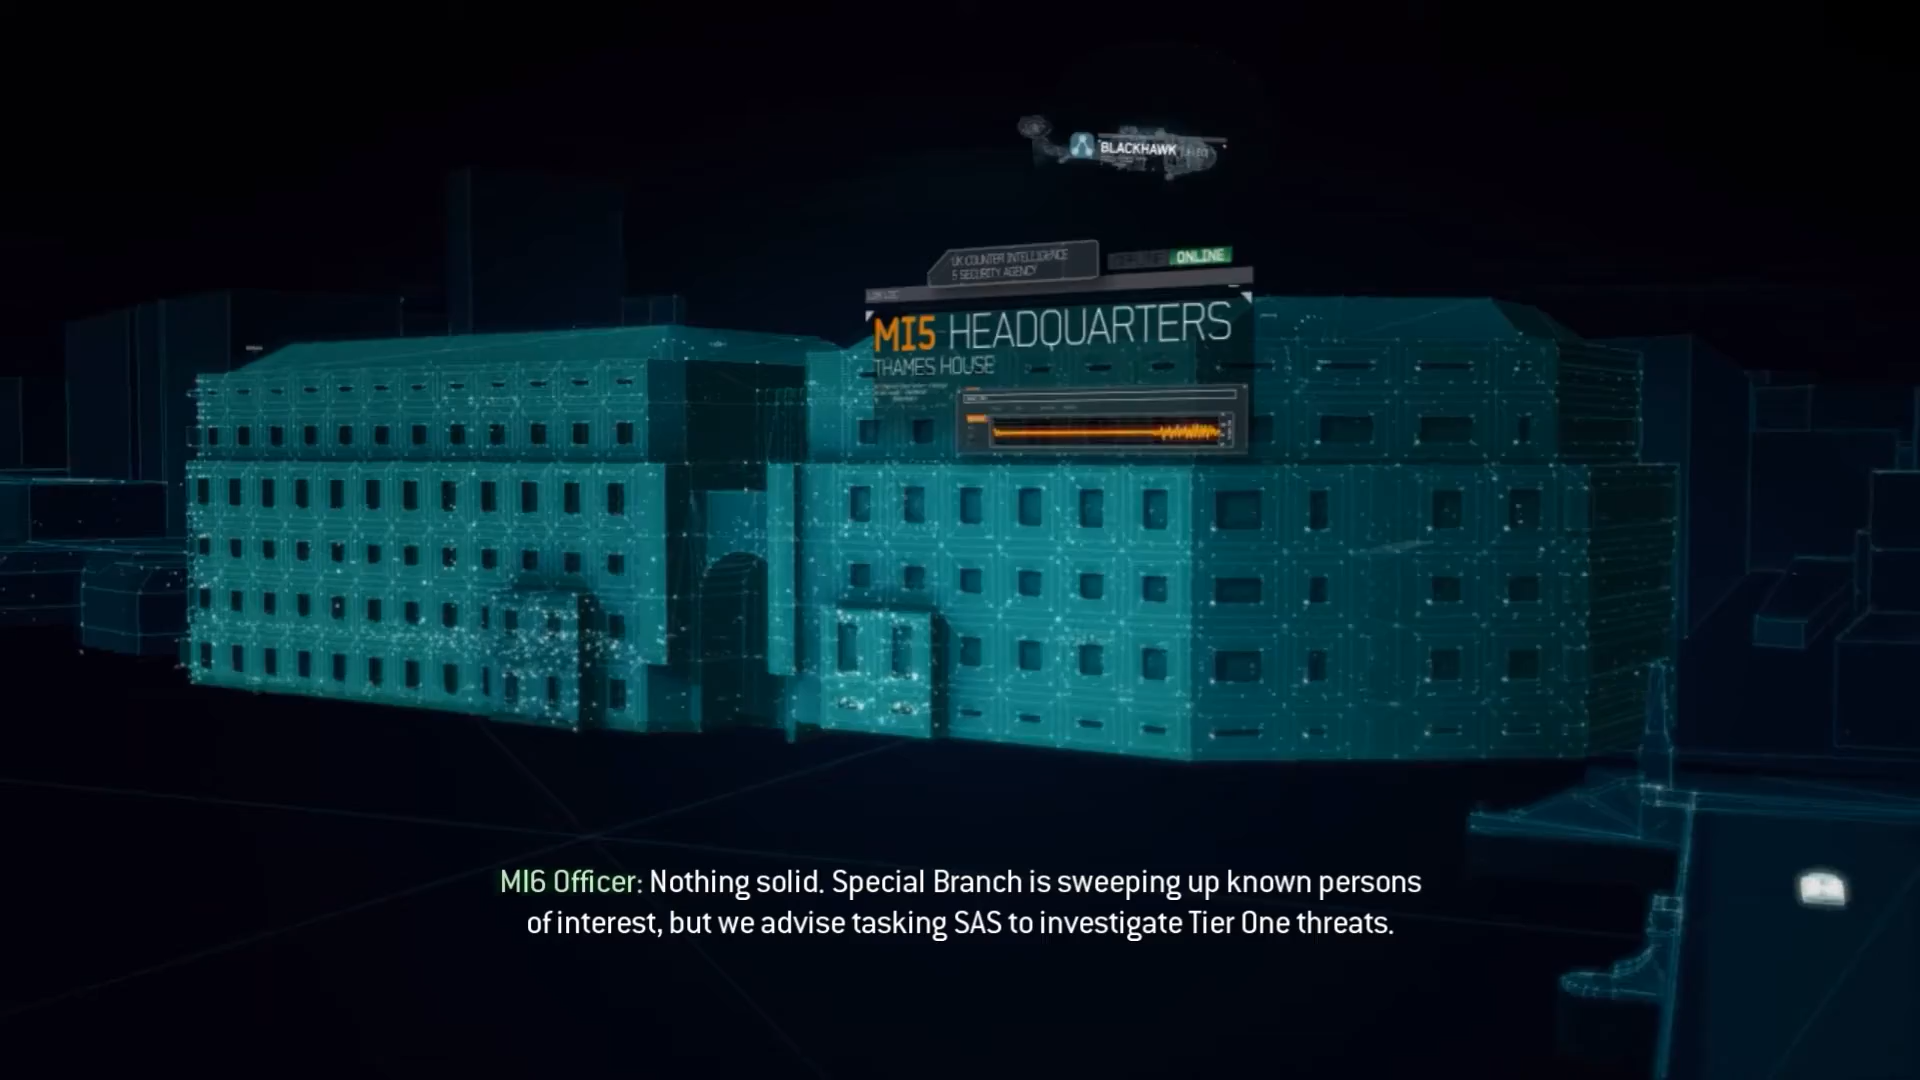 BLACKHAWK
UK COUNTER INTELLIGENCE
& SECURITY AGENCY
OFFLINE ONLINE
MI5 HEADQUARTERS
THAMES HOUSE
MI6 Officer: Nothing solid. Special Branch is sweeping up known persons
of interest, but we advise tasking SAS to investigate Tier One threats.